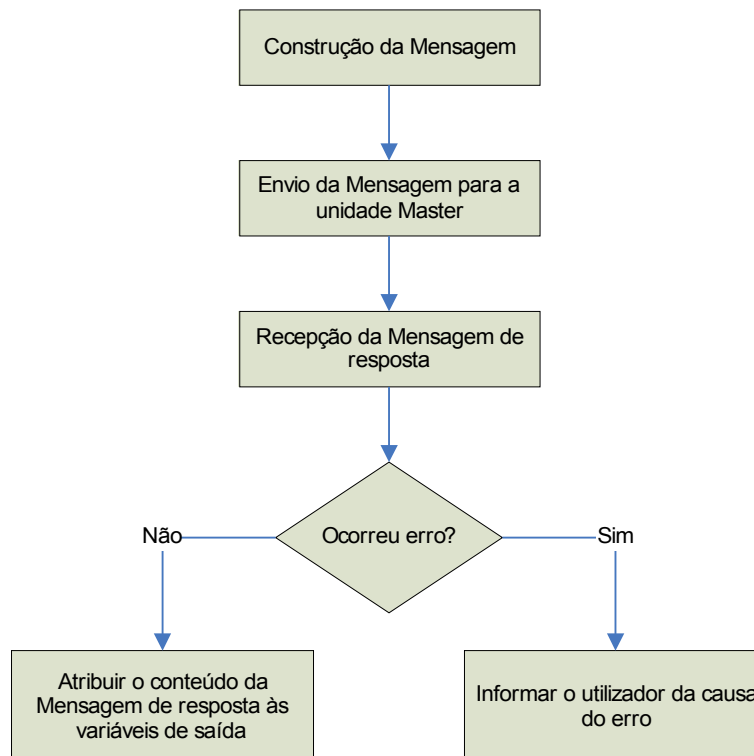 Construção da Mensagem
Envio da Mensagem para a
unidade Master
Recepção da Mensagem de
resposta
Ocorreu erro?
Não
Sim
Atribuir o conteúdo da
Mensagem de resposta às
variáveis de saída
Informar o utilizador da causa
do erro